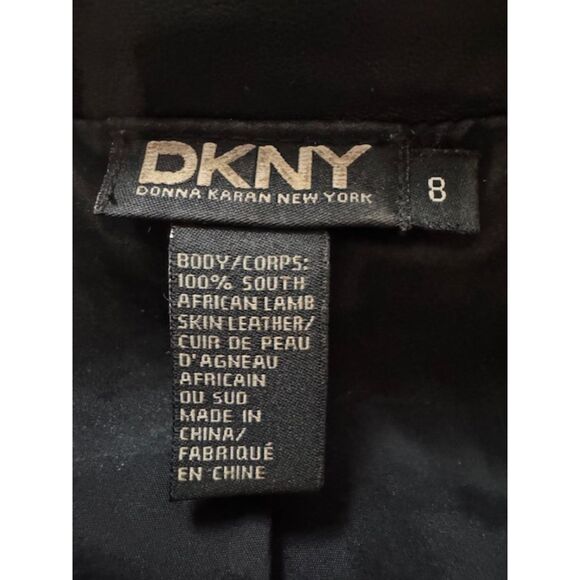 DKNY
DONNA KARAN NEW YORK
8
BODY/CORPS:
100% SOUTH
AFRICAN LAMB
SKIN LEATHER/
CUIR DE PEAU
D'AGNEAU
AFRICAIN
DU SUD
MADE IN
CHINA/
FABRIQUÉ
EN CHINE